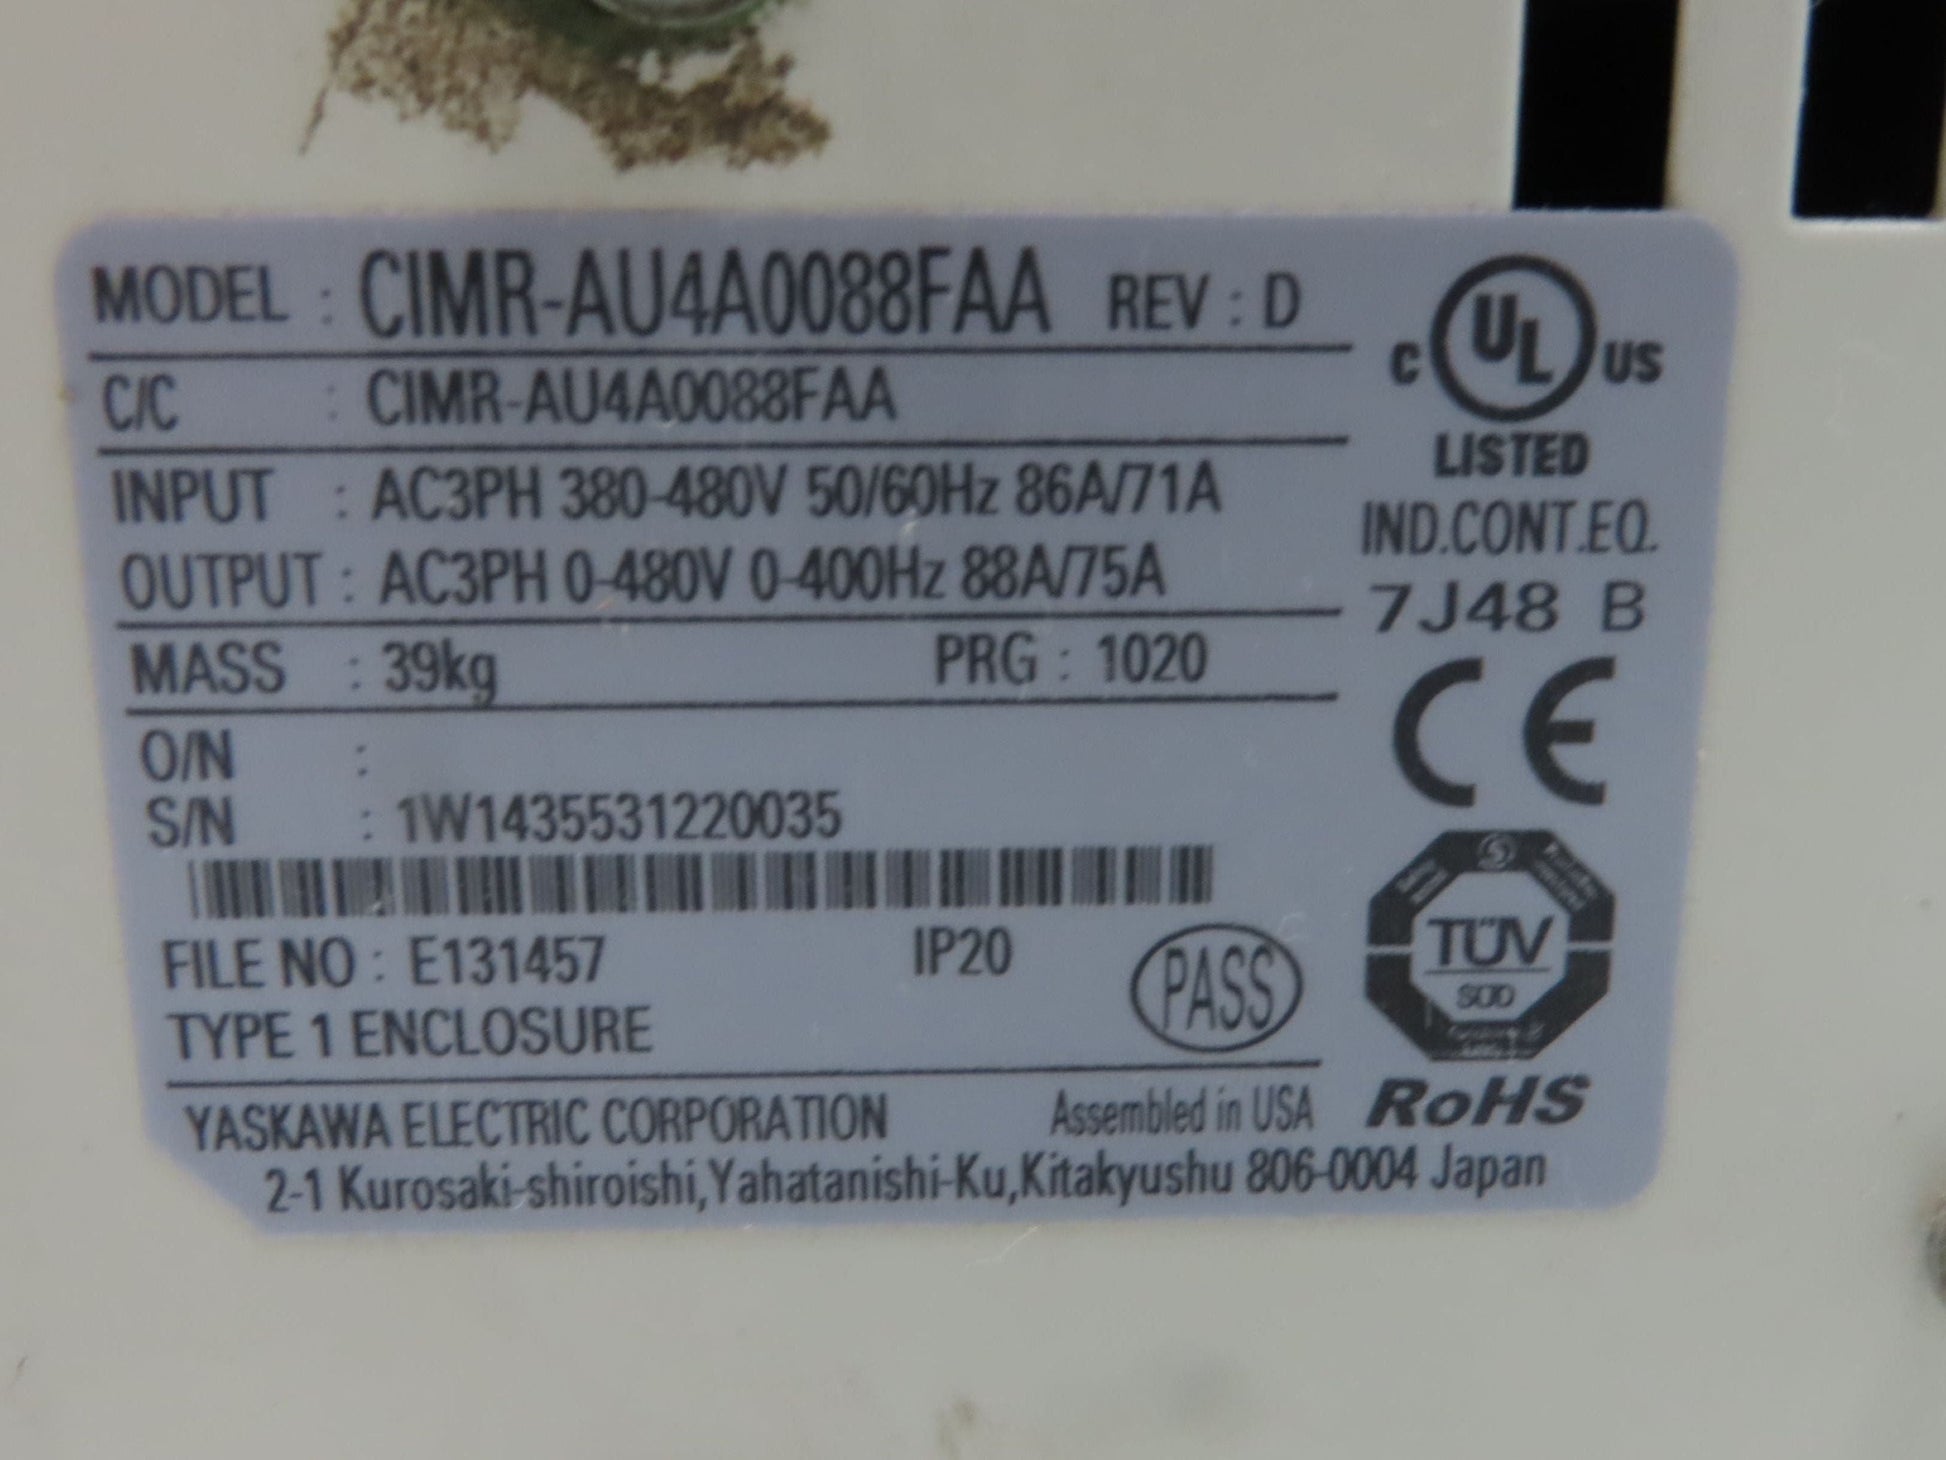 MODEL : CIMR-AU4A0088FAA REV : D
C/C : CIMR-AU4A0088FAA
INPUT : AC3PH 380-480V 50/60Hz 86A/71A
OUTPUT : AC3PH 0-480V 0-400Hz 88A/75A
MASS : 39kg PRG : 1020
O/N :
S/N : 1W1435531220035
FILE NO : E131457 IP20
TYPE 1 ENCLOSURE
PASS
YASKAWA ELECTRIC CORPORATION Assembled in USA
2-1 Kurosaki-shiroishi,Yahatanishi-Ku,Kitakyushu 806-0004 Japan
C UL US
LISTED
IND.CONT.EQ.
7J48 B
CE
TÜV
SÜD
RoHS